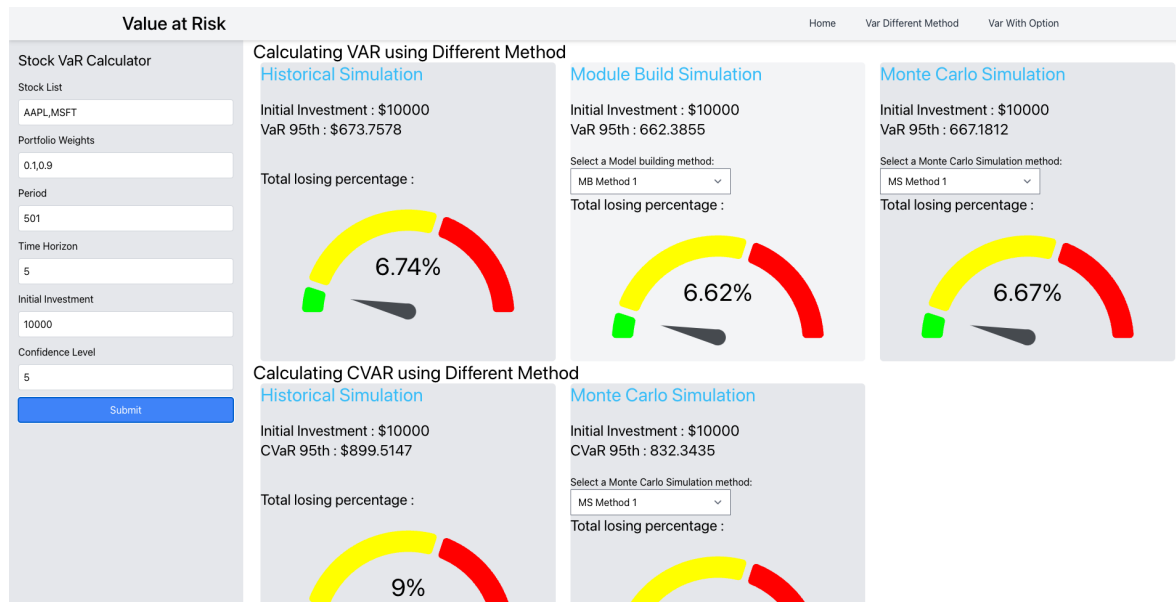 Value at Risk
Home Var Different Method Var With Option
Stock VaR Calculator
Stock List
AAPL,MSFT
Portfolio Weights
0.1,0.9
Period
501
Time Horizon
5
Initial Investment
10000
Confidence Level
5
Submit
Calculating VAR using Different Method
Historical Simulation
Initial Investment : $10000
VaR 95th : $673.7578
Total losing percentage :
6.74%
Module Build Simulation
Initial Investment : $10000
VaR 95th : 662.3855
Select a Model building method:
MB Method 1
Total losing percentage :
6.62%
Monte Carlo Simulation
Initial Investment : $10000
VaR 95th : 667.1812
Select a Monte Carlo Simulation method:
MS Method 1
Total losing percentage :
6.67%
Calculating CVAR using Different Method
Historical Simulation
Initial Investment : $10000
CVaR 95th : $899.5147
Total losing percentage :
9%
Monte Carlo Simulation
Initial Investment : $10000
CVaR 95th : 832.3435
Select a Monte Carlo Simulation method:
MS Method 1
Total losing percentage :